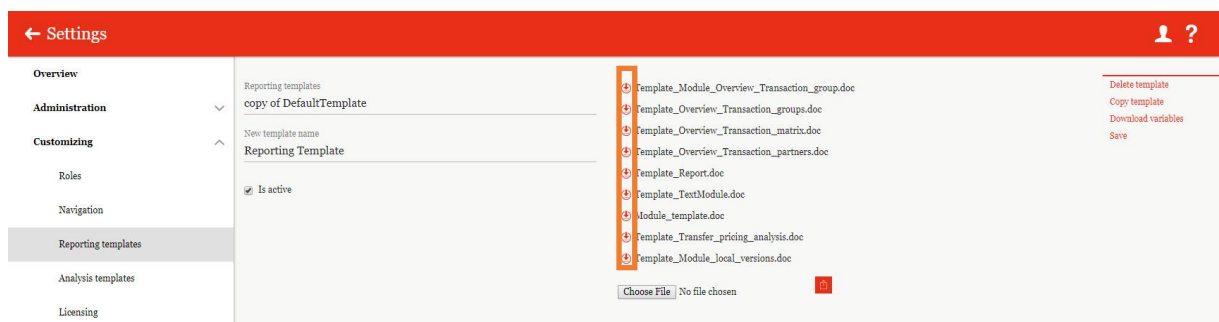 ← Settings
?
Overview
Administration
Customizing
Roles
Navigation
Reporting templates
Analysis templates
Licensing
Reporting templates
copy of DefaultTemplate
New template name
Reporting Template
Is active
Template_Module_Overview_Transaction_group.doc
Template_Overview_Transaction_groups.doc
Template_Overview_Transaction_matrix.doc
Template_Overview_Transaction_partners.doc
Template_Report.doc
Template_TextModule.doc
Module_template.doc
Template_Transfer_pricing_analysis.doc
Template_Module_local_versions.doc
Choose File No file chosen
Delete template
Copy template
Download variables
Save